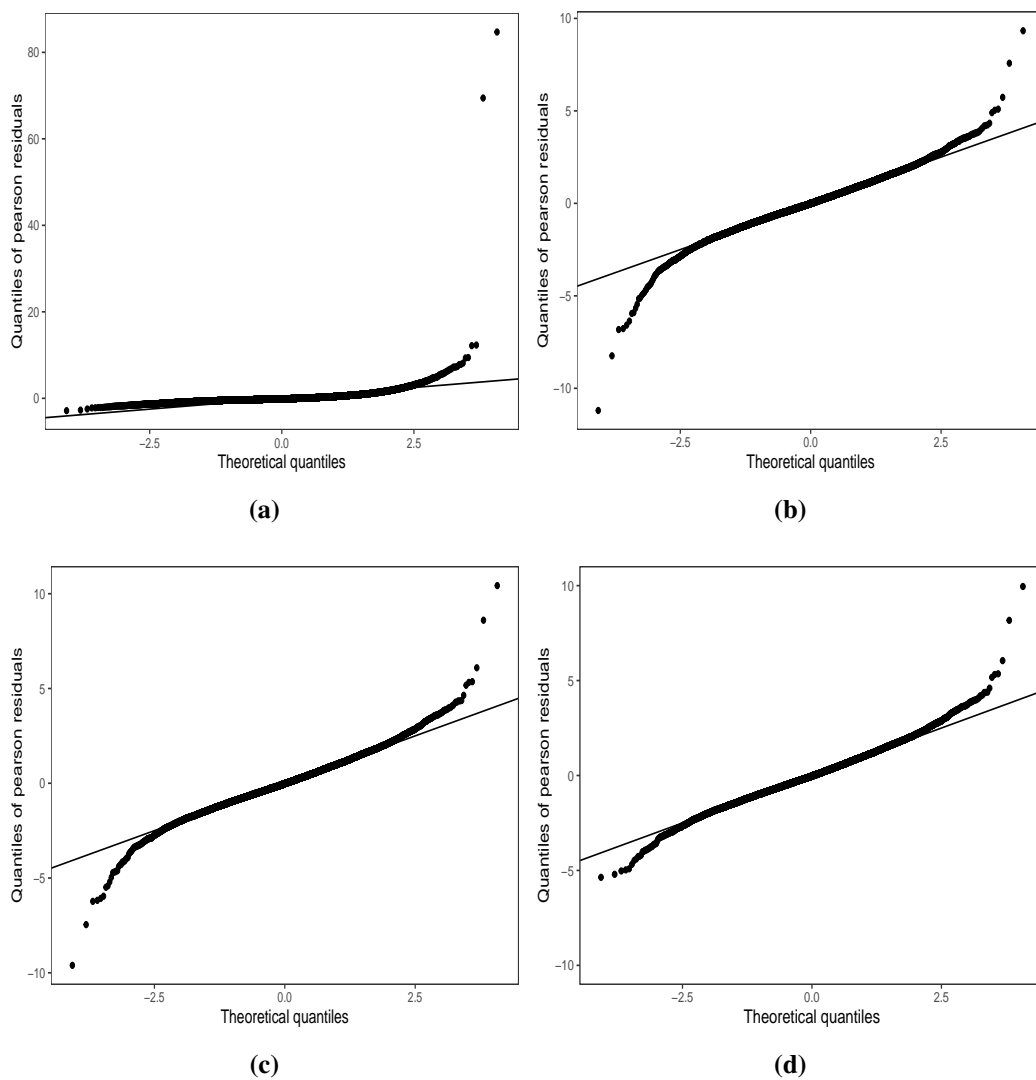 Quantiles of pearson residuals
80
60
40
20
0
−2.5 0.0 2.5
Theoretical quantiles
(a)
Quantiles of pearson residuals
10
5
0
−5
−10
−2.5 0.0 2.5
Theoretical quantiles
(b)
Quantiles of pearson residuals
10
5
0
−5
−10
−2.5 0.0 2.5
Theoretical quantiles
(c)
Quantiles of pearson residuals
10
5
0
−5
−10
−2.5 0.0 2.5
Theoretical quantiles
(d)